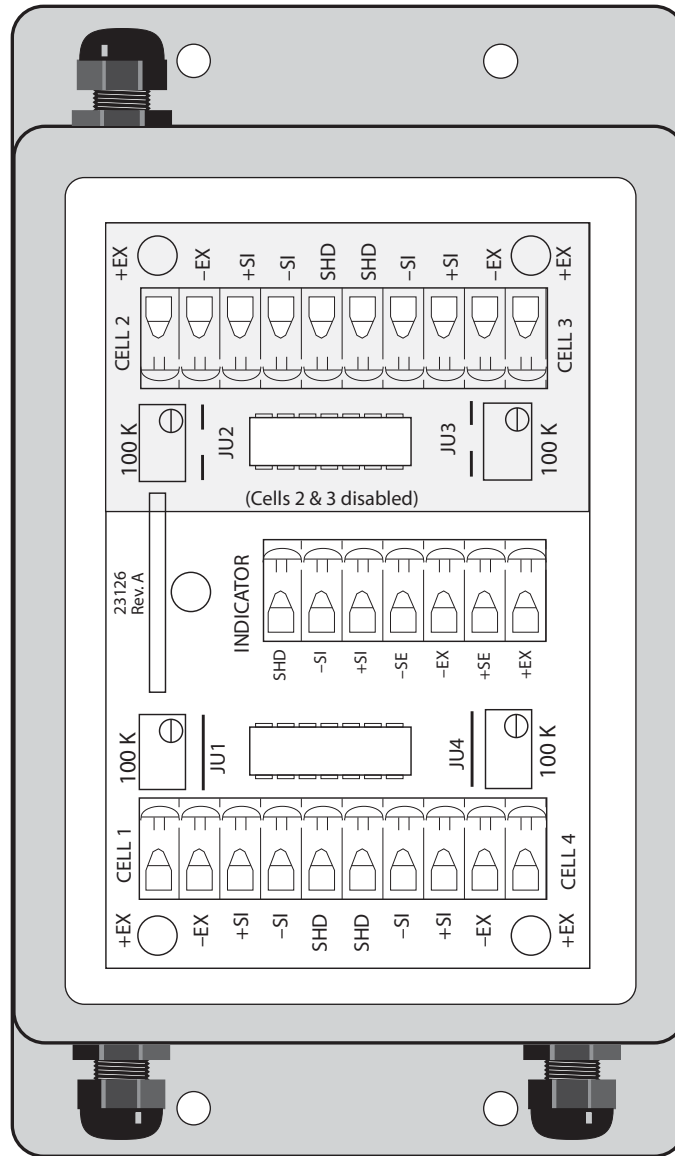 +EX
−EX
+SI
−SI
SHD
SHD
−SI
+SI
−EX
+EX
CELL 2
CELL 3
100 K
JU2
JU3
100 K
(Cells 2 & 3 disabled)
23126
Rev. A
INDICATOR
SHD
−SI
+SI
−SE
−EX
+SE
+EX
100 K
JU1
JU4
100 K
CELL 1
CELL 4
+EX
−EX
+SI
−SI
SHD
SHD
−SI
+SI
−EX
+EX